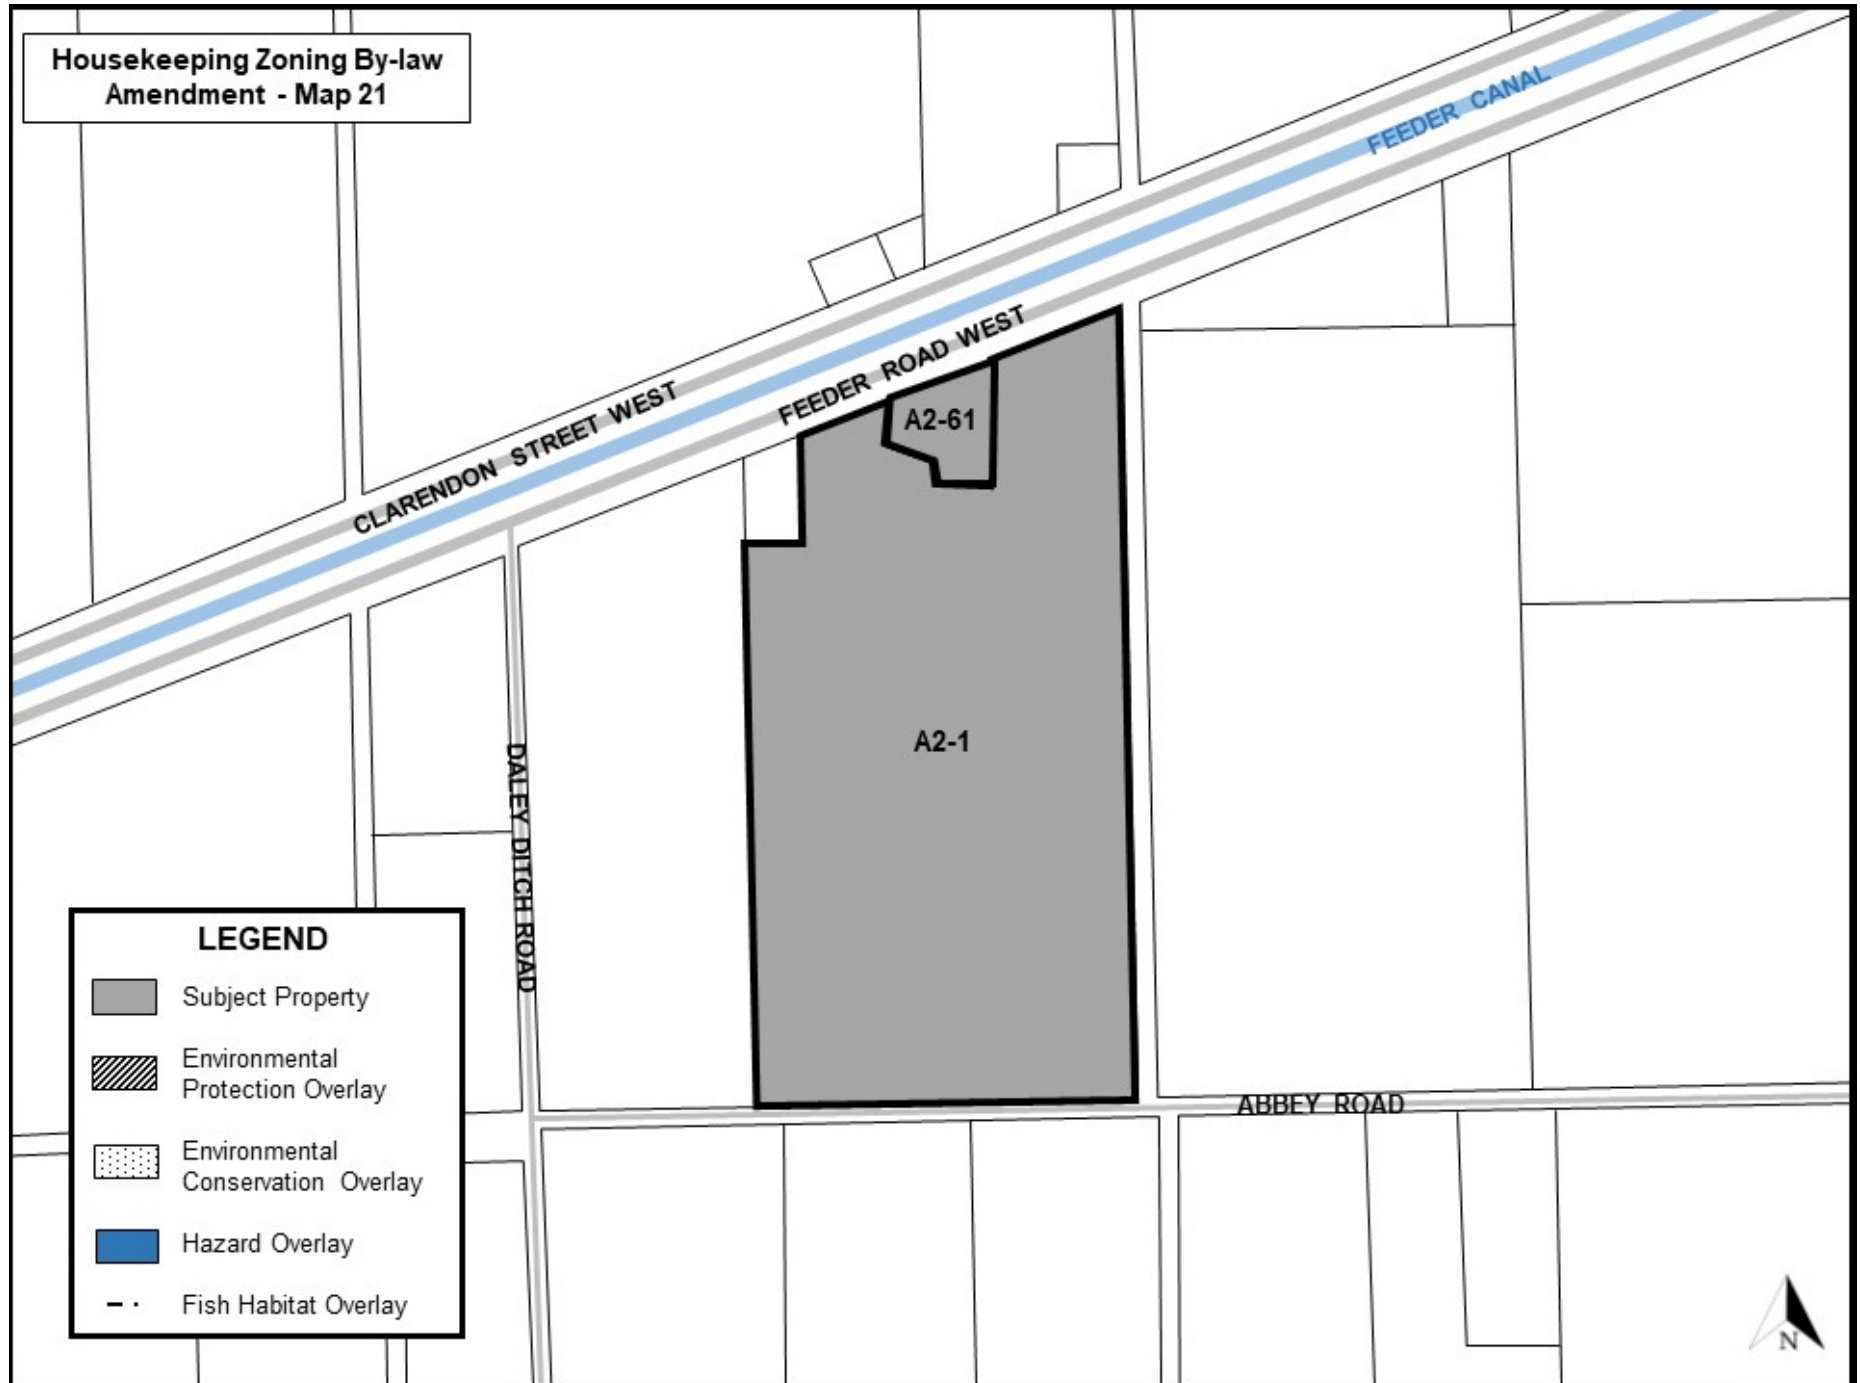 Housekeeping Zoning By-law
Amendment - Map 21
FEEDER CANAL
CLARENDON STREET WEST
FEEDER ROAD WEST
A2-61
A2-1
DALEY DITCH ROAD
ABBEY ROAD
LEGEND
Subject Property
Environmental
Protection Overlay
Environmental
Conservation Overlay
Hazard Overlay
Fish Habitat Overlay
N